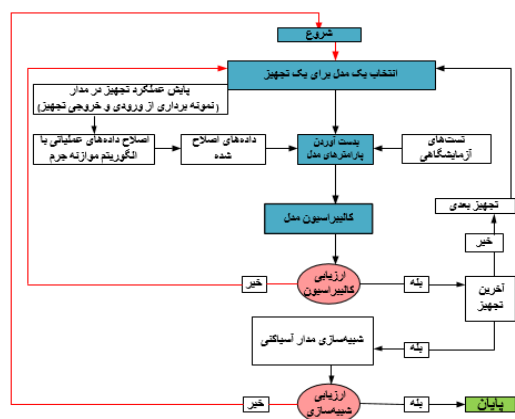 شروع
انتخاب یک مدل برای یک تجهیز
پایش عملکرد تجهیز در مدار
(نمونه برداری از ورودی و خروجی تجهیز)
اصلاح داده‌های عملیاتی با
الگوریتم موازنه جرم
داده‌های اصلاح
شده
بدست آوردن
پارامترهای مدل
تست‌های
آزمایشگاهی
کالیبراسیون مدل
تجهیز بعدی
خیر
ارزیابی
کالیبراسیون
خیر
بله
آخرین
تجهیز
شبیه‌سازی مدار آسیاکنی
بله
ارزیابی
شبیه‌سازی
خیر
بله
پایان